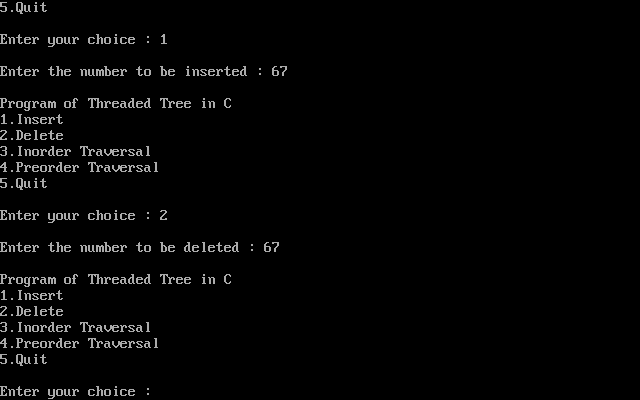 5.Quit
Enter your choice : 1
Enter the number to be inserted : 67
Program of Threaded Tree in C
1.Insert
2.Delete
3.Inorder Traversal
4.Preorder Traversal
5.Quit
Enter your choice : 2
Enter the number to be deleted : 67
Program of Threaded Tree in C
1.Insert
2.Delete
3.Inorder Traversal
4.Preorder Traversal
5.Quit
Enter your choice :